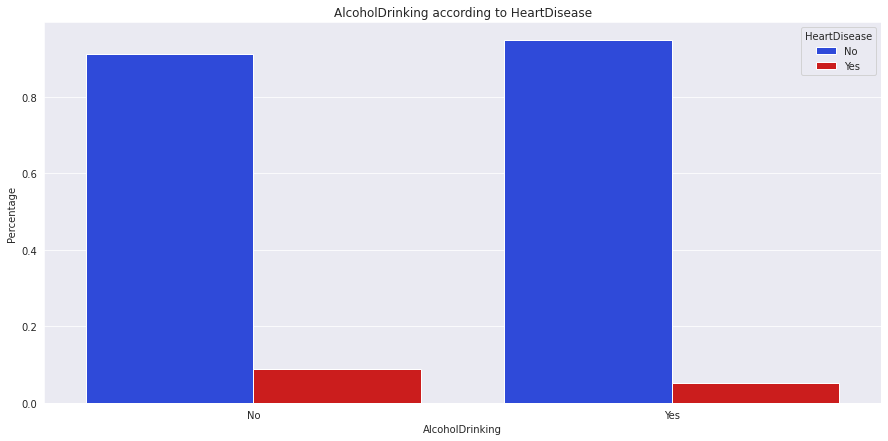 AlcoholDrinking according to HeartDisease
HeartDisease
No
Yes
Percentage
0.8
0.6
0.4
0.2
0.0
No
Yes
AlcoholDrinking